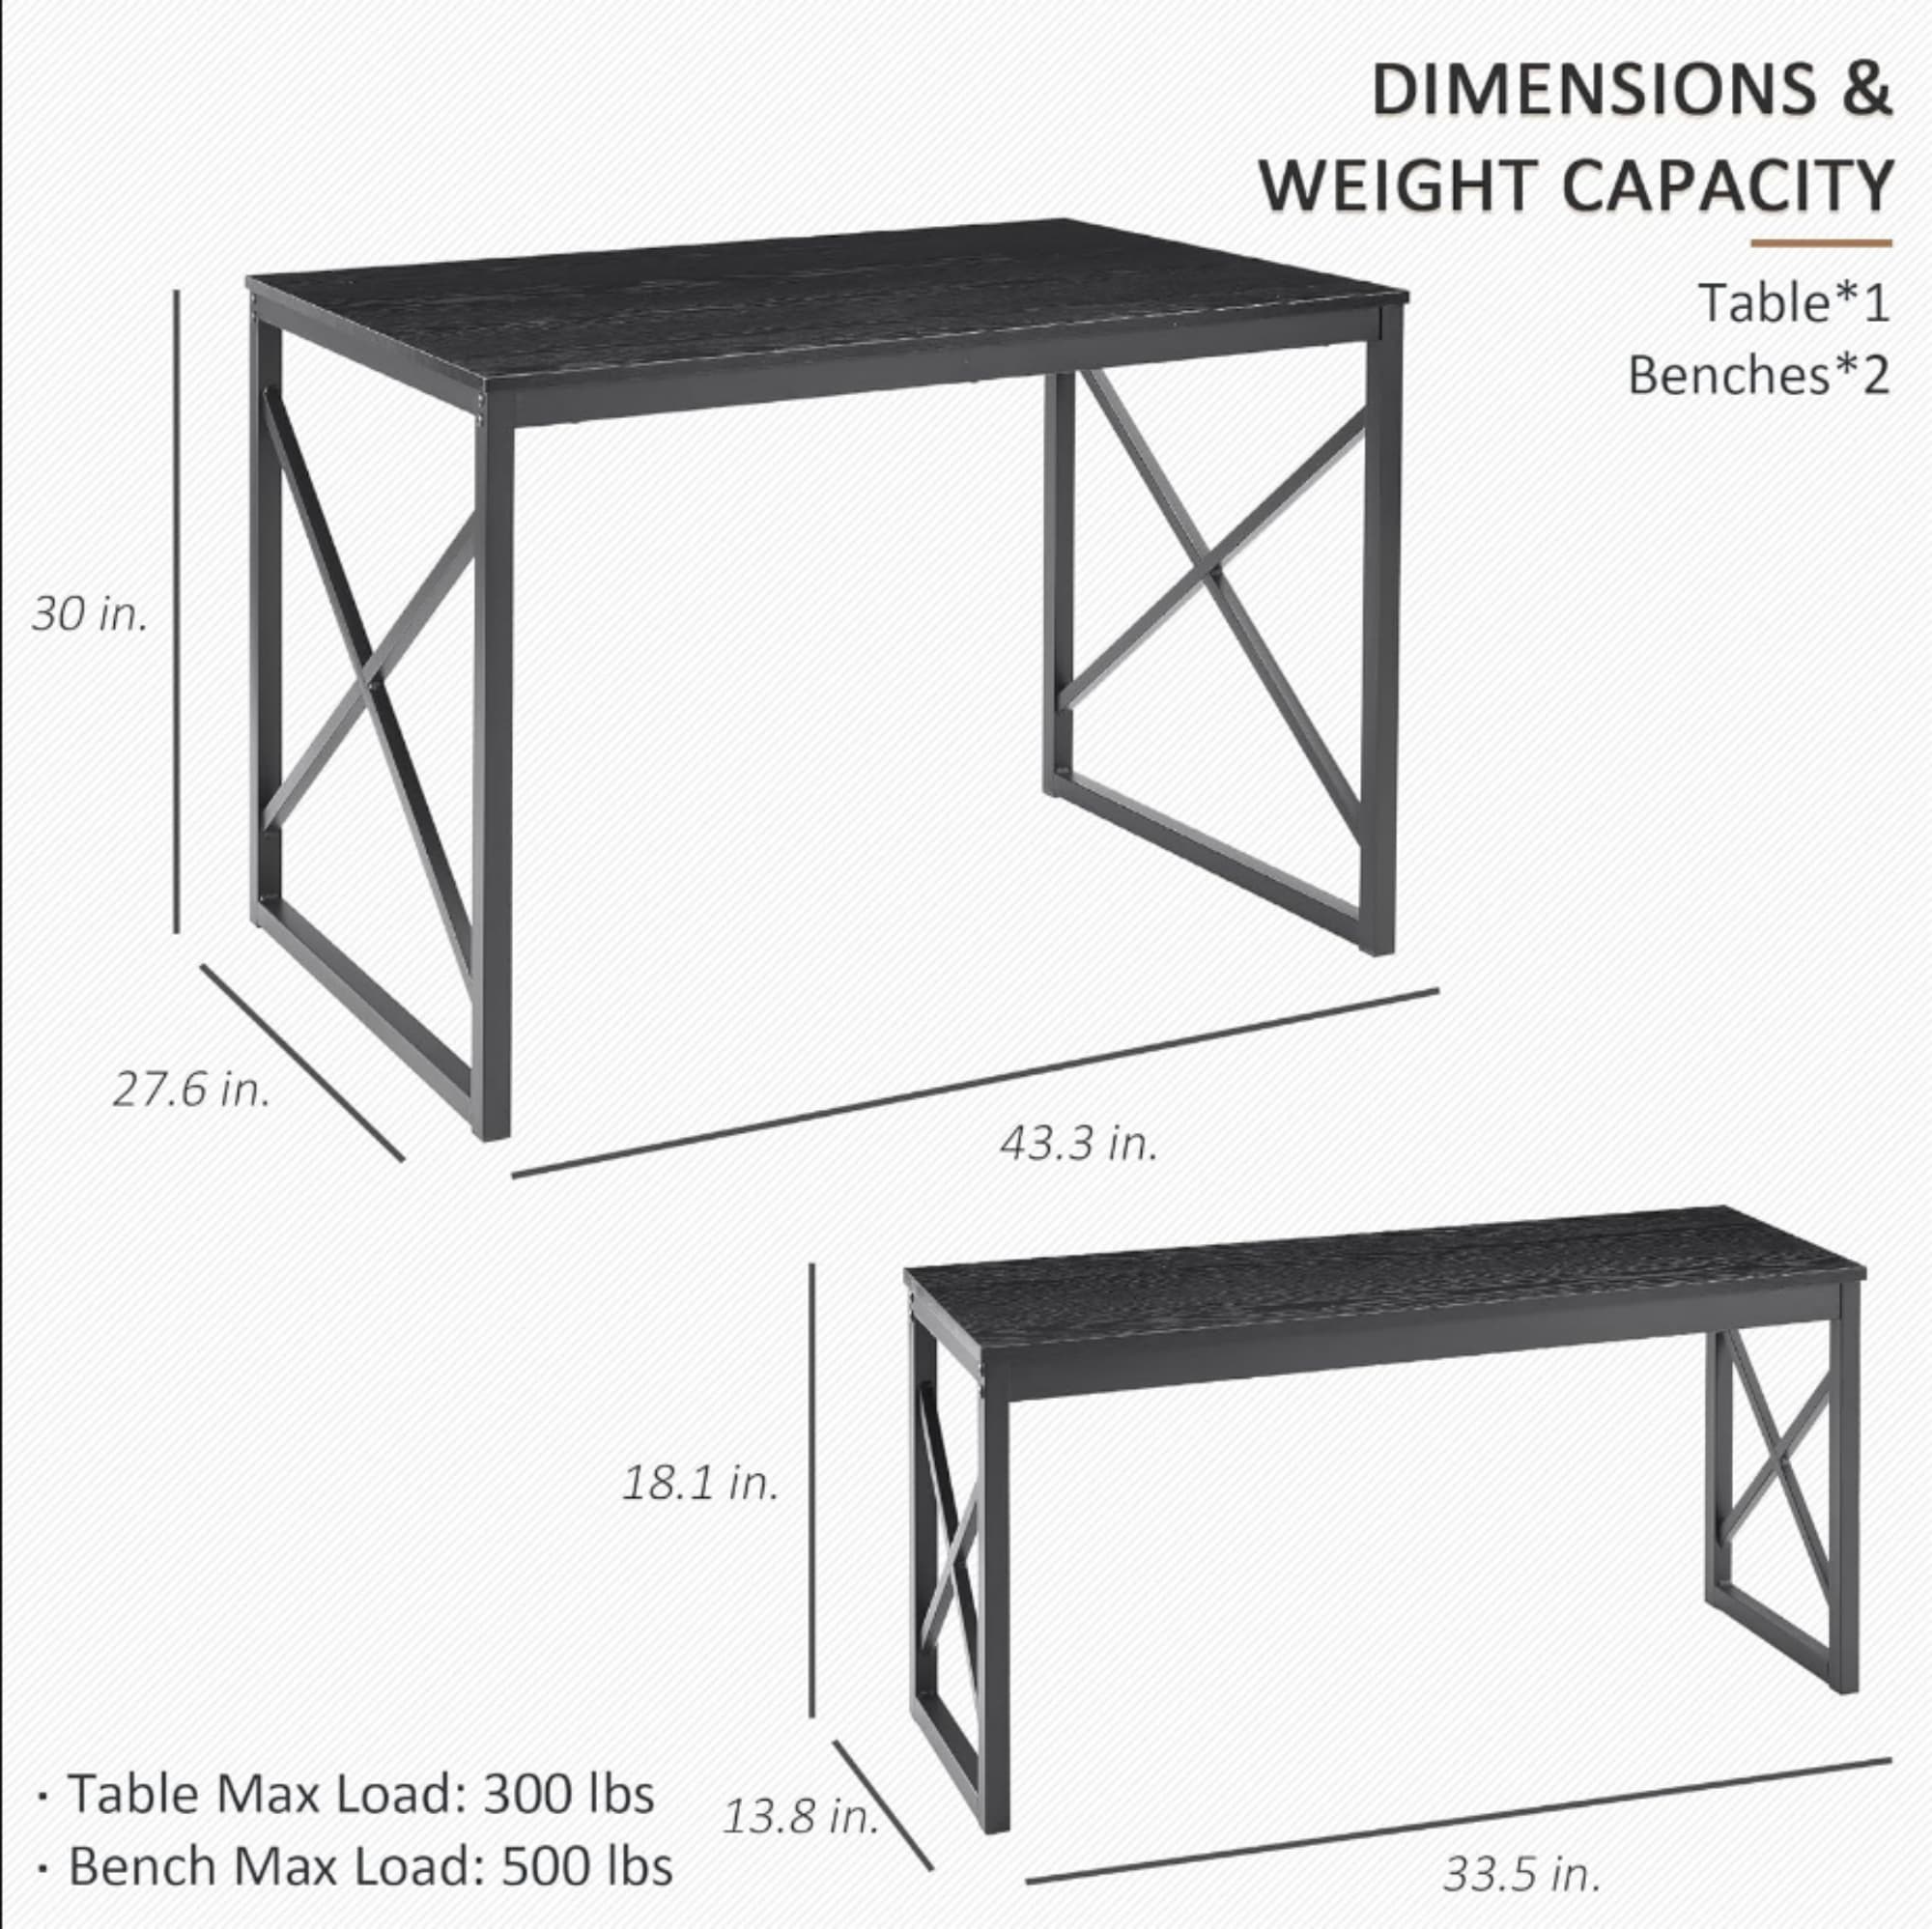 DIMENSIONS &
WEIGHT CAPACITY
Table*1
Benches*2
30 in.
27.6 in.
43.3 in.
18.1 in.
13.8 in.
33.5 in.
· Table Max Load: 300 lbs
· Bench Max Load: 500 lbs